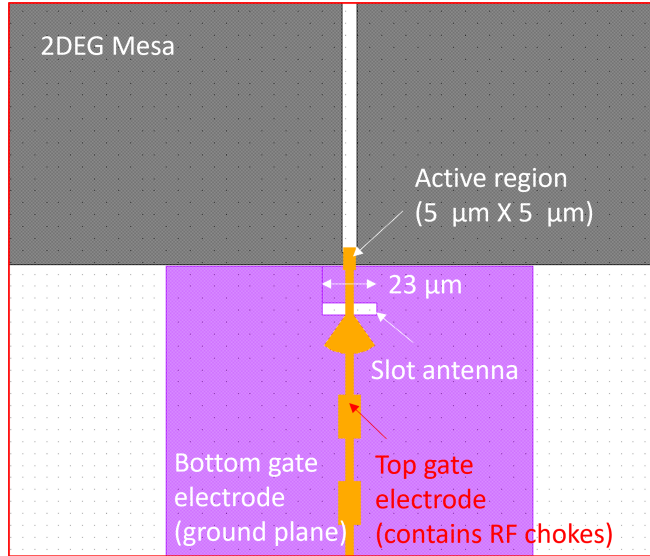 2DEG Mesa
Active region
(5  µm X 5  µm)
23 µm
Slot antenna
Bottom gate
electrode
(ground plane)
Top gate
electrode
(contains RF chokes)